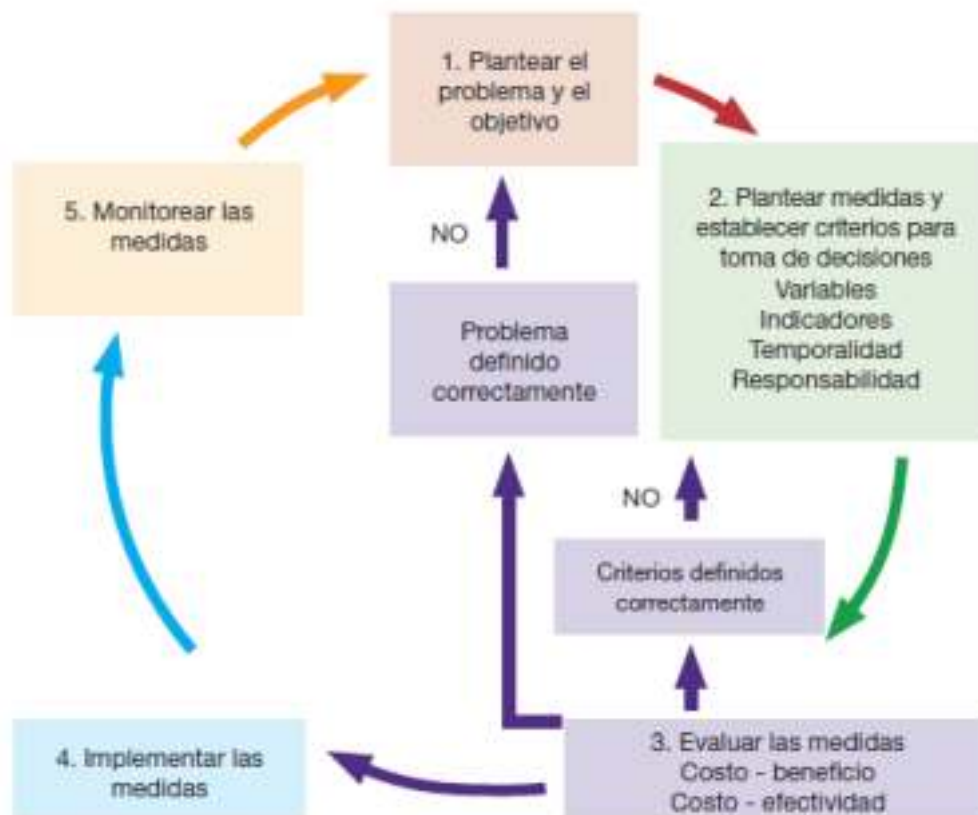 1. Plantear el
problema y el
objetivo
5. Monitorear las
medidas
NO
2. Plantear medidas y
establecer criterios para
toma de decisiones
Variables
Indicadores
Temporalidad
Responsabilidad
Problema
definido
correctamente
NO
Criterios definidos
correctamente
4. Implementar las
medidas
3. Evaluar las medidas
Costo - beneficio
Costo - efectividad